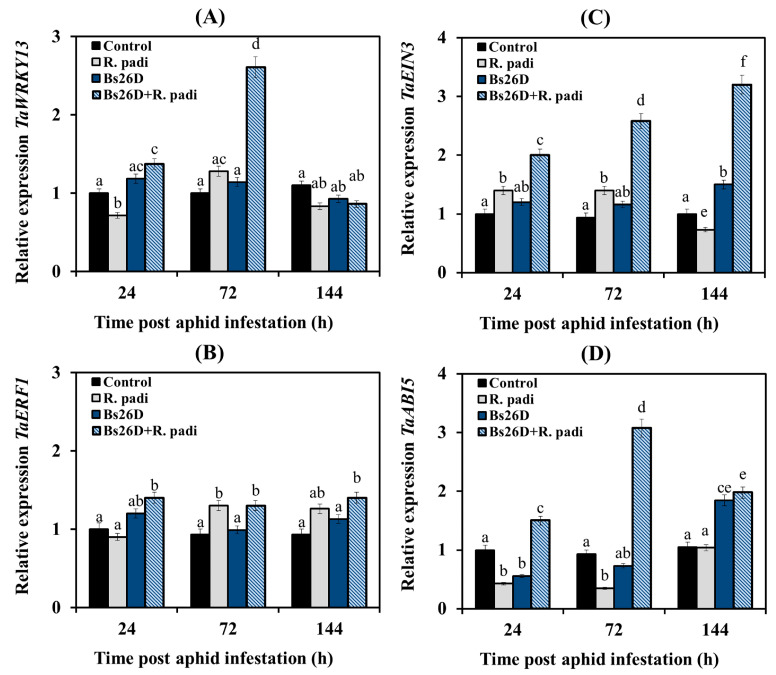 (A)
Relative expression TaWRKY13
3
2
1
0
Control
R. padi
Bs26D
Bs26D+R. padi
a b ac c
a ac a d
a ab ab ab
24 72 144
Time post aphid infestation (h)
(C)
Relative expression TaEIN3
4
3
2
1
0
Control
R. padi
Bs26D
Bs26D+R. padi
a b ab c
a b ab d
a e b f
24 72 144
Time post aphid infestation (h)
(B)
Relative expression TaERF1
3
2
1
0
Control
R. padi
Bs26D
Bs26D+R. padi
a a ab b
a b a b
a ab a b
24 72 144
Time post aphid infestation (h)
(D)
Relative expression TaABI5
4
3
2
1
0
Control
R. padi
Bs26D
Bs26D+R. padi
a b b c
a b ab d
a a ce e
24 72 144
Time post aphid infestation (h)